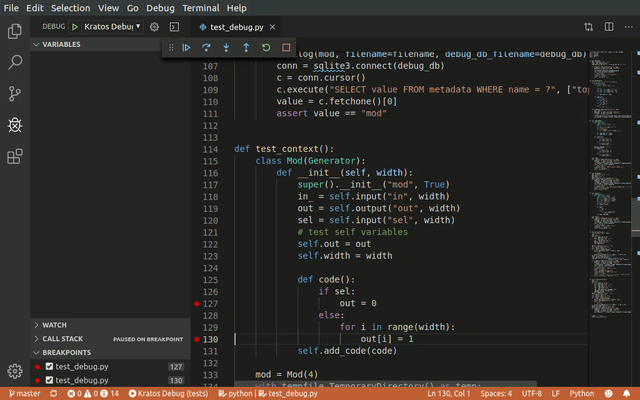 File Edit Selection View Go Debug Terminal Help
DEBUG Kratos Debug test_debug.py
VARIABLES
log(mod, filename=filename, debug_db_filename=debug_db)
107 conn = sqlite3.connect(debug_db)
108 c = conn.cursor()
109 c.execute("SELECT value FROM metadata WHERE name = ?", ["to
110 value = c.fetchone()[0]
111 assert value == "mod"
112
113
114 def test_context():
115 class Mod(Generator):
116 def __init__(self, width):
117 super().__init__("mod", True)
118 in_ = self.input("in", width)
119 out = self.output("out", width)
120 sel = self.input("sel", width)
121 # test self variables
122 self.out = out
123 self.width = width
124
125 def code():
126 if sel:
127 out = 0
128 else:
129 for i in range(width):
130 out[i] = 1
131 self.add_code(code)
132
133 mod = Mod(4)
134 with tempfile.TemporaryDirectory() as temp:
WATCH
CALL STACK PAUSED ON BREAKPOINT
BREAKPOINTS
test_debug.py 127
test_debug.py 130
master 0 0 14 Kratos Debug (tests) python | test_debug.py Ln 130, Col 1 Spaces: 4 UTF-8 LF Python